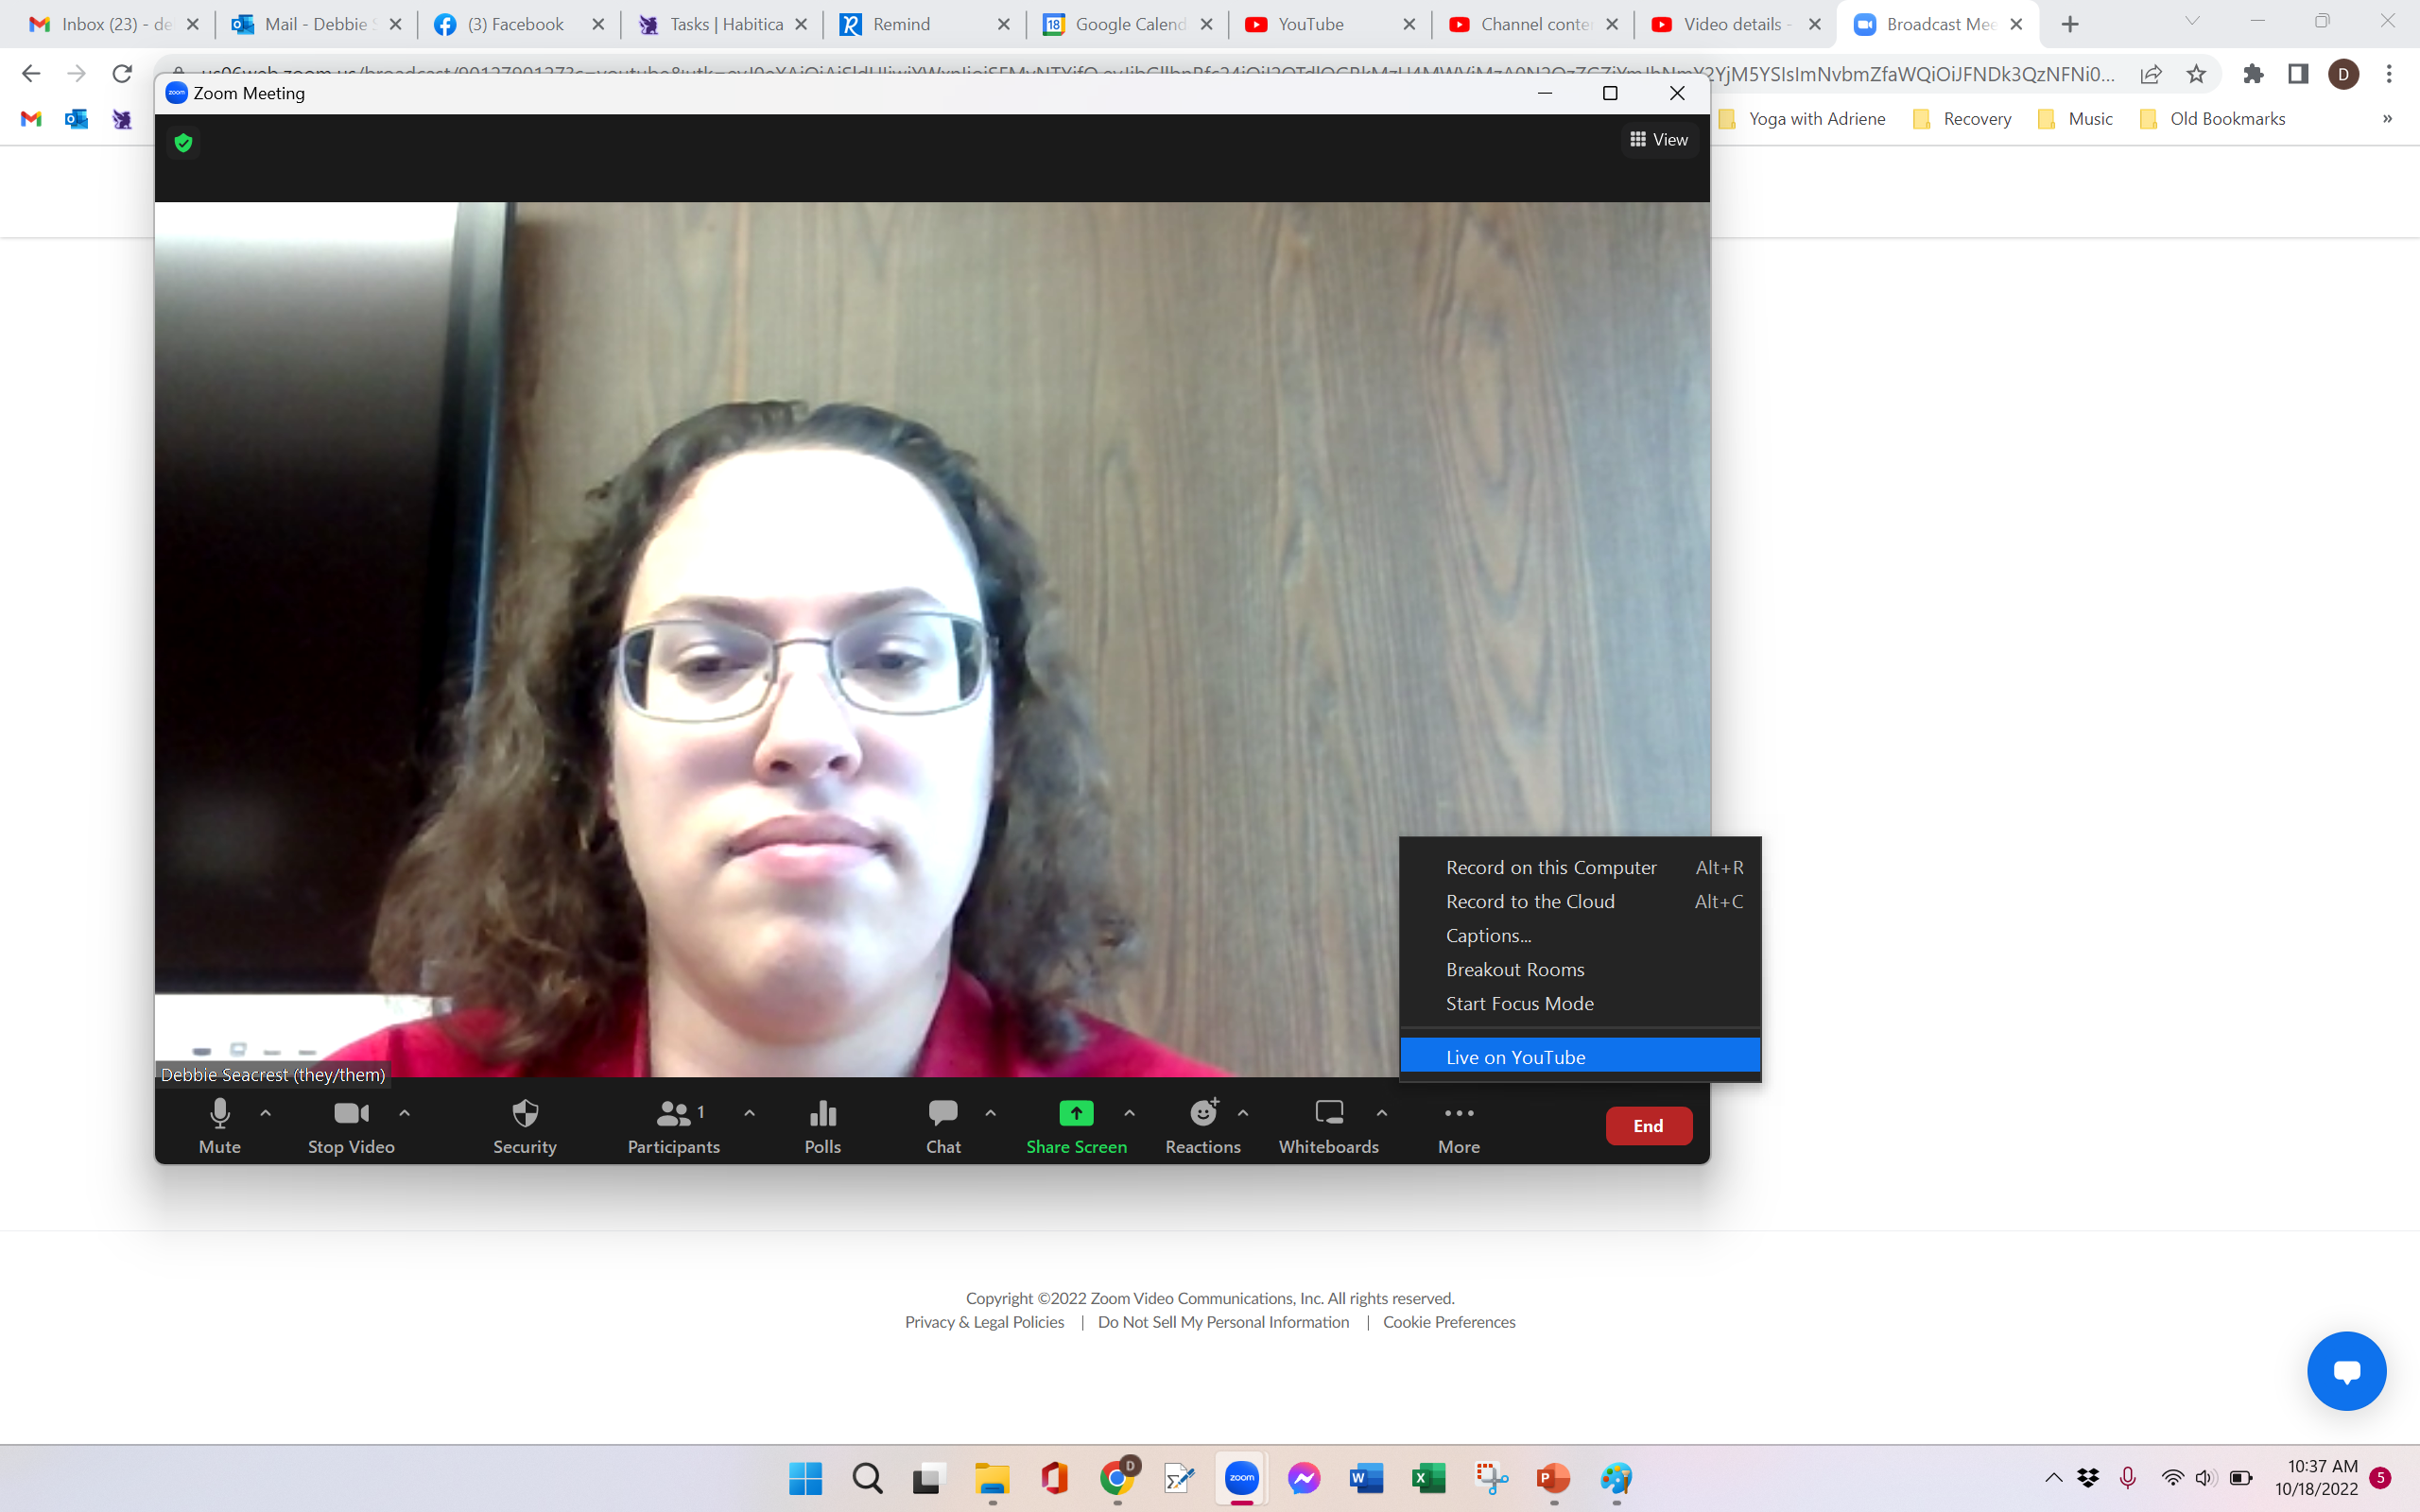 Inbox (23) - de
Mail - Debbie S
(3) Facebook
Tasks | Habitica
Remind
Google Calend
YouTube
Channel conte
Video details -
Broadcast Mee
Zoom Meeting
Yoga with Adriene
Recovery
Music
Old Bookmarks
»
D
zoom
View
Record on this Computer Alt+R
Record to the Cloud Alt+C
Captions...
Breakout Rooms
Start Focus Mode
Live on YouTube
Debbie Seacrest (they/them)
1
Mute
Stop Video
Security
Participants
Polls
Chat
Share Screen
Reactions
Whiteboards
More
End
Copyright ©2022 Zoom Video Communications, Inc. All rights reserved.
Privacy & Legal Policies | Do Not Sell My Personal Information | Cookie Preferences
D
zoom
W
X
P
10:37 AM
10/18/2022
5